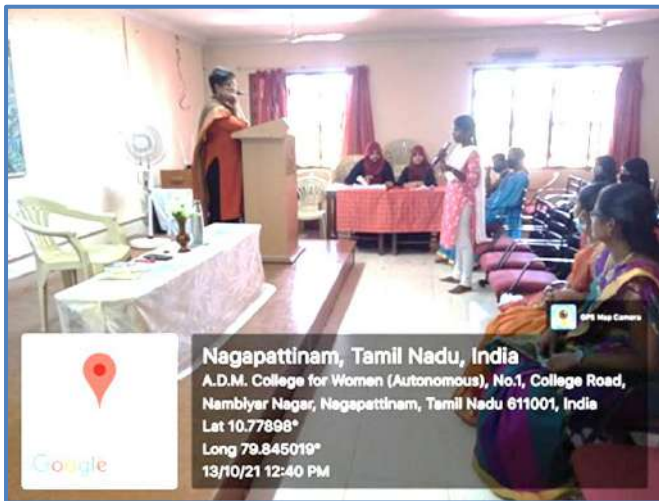 GPS Map Camera
Nagapattinam, Tamil Nadu, India
A.D.M. College for Women (Autonomous), No.1, College Road,
Nambiyar Nagar, Nagapattinam, Tamil Nadu 611001, India
Lat 10.77898°
Long 79.845019°
13/10/21 12:40 PM
Google